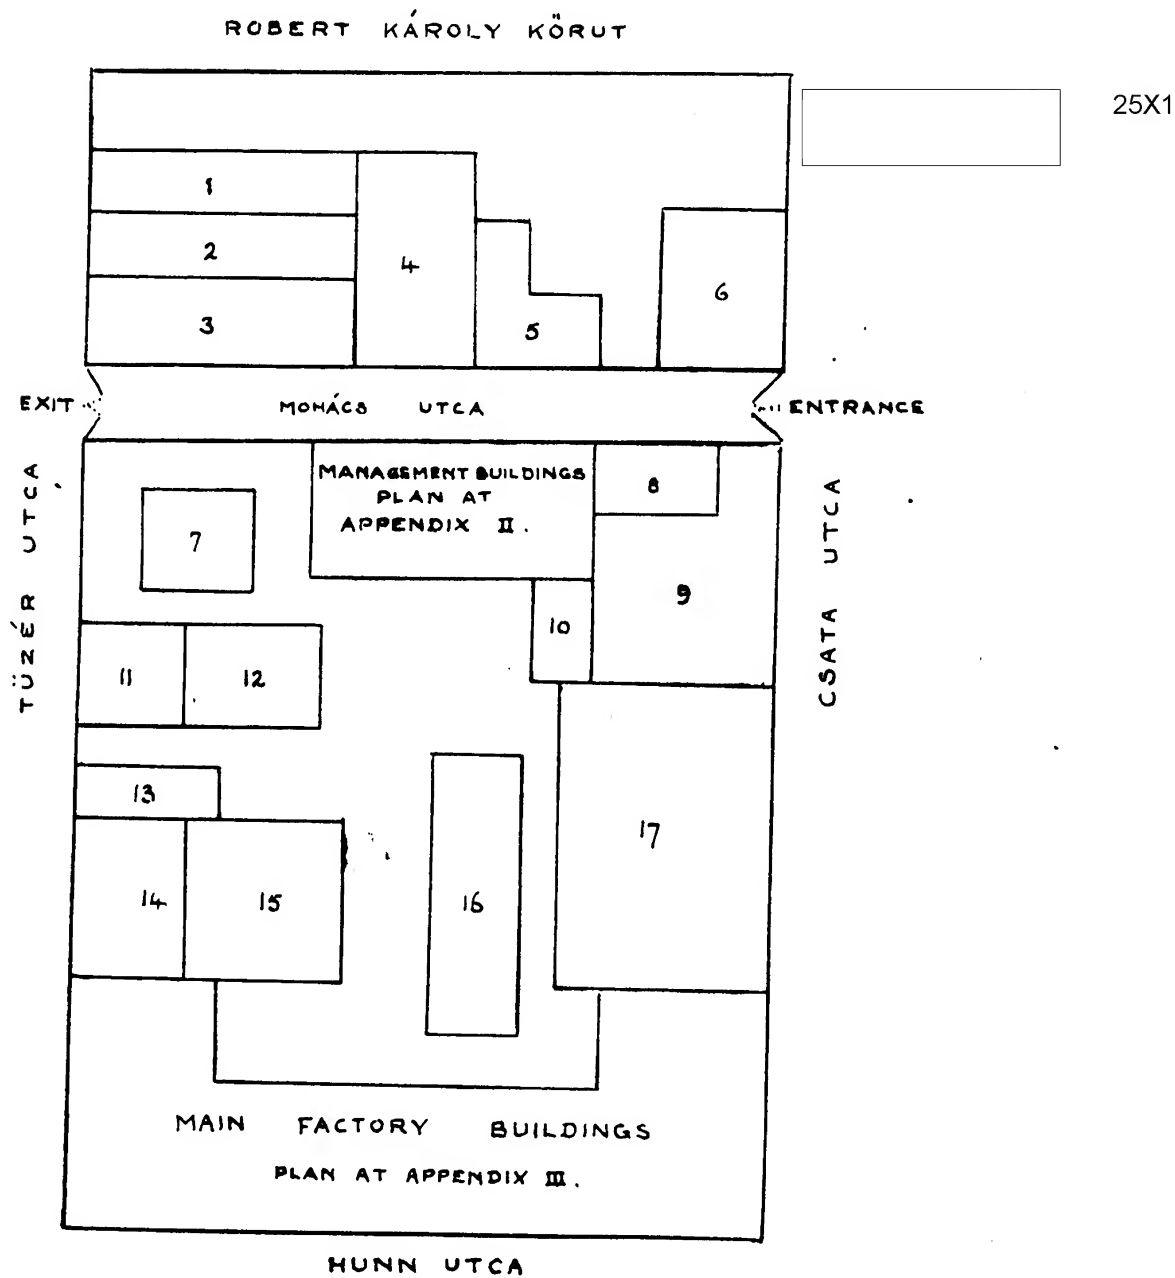 ROBERT KÁROLY KÖRUT
25X1
1
2
3
4
5
6
EXIT
MOHÁCS UTCA
ENTRANCE
TÜZÉR UTCA
MANAGEMENT BUILDINGS
PLAN AT
APPENDIX II.
8
CSATA UTCA
7
9
10
11
12
13
14
15
16
17
MAIN FACTORY BUILDINGS
PLAN AT APPENDIX III.
HUNN UTCA